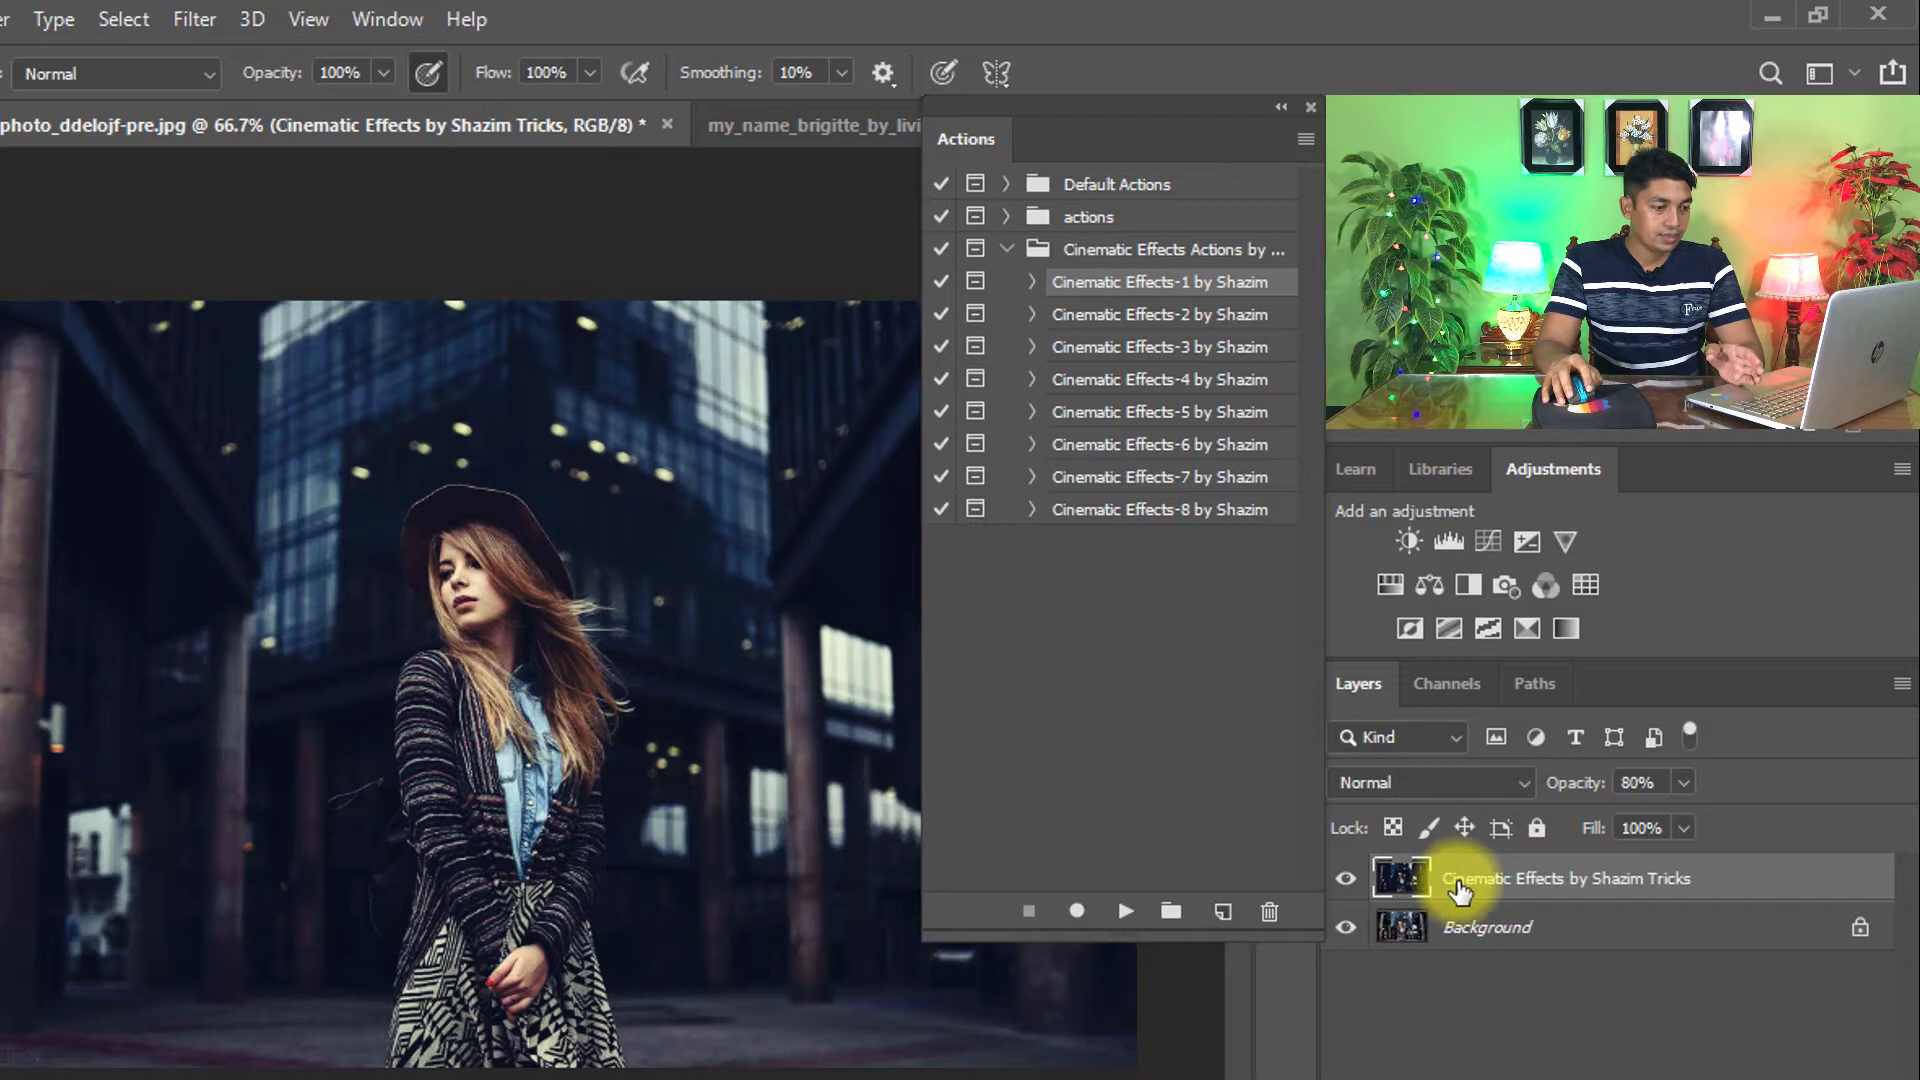 Type Select Filter 3D View Window Help
Normal Opacity: 100% Flow: 100% Smoothing: 10%
photo_ddelojf-pre.jpg @ 66.7% (Cinematic Effects by Shazim Tricks, RGB/8) *
my_name_brigitte_by_livi
Actions
Default Actions
actions
Cinematic Effects Actions by ...
Cinematic Effects-1 by Shazim
Cinematic Effects-2 by Shazim
Cinematic Effects-3 by Shazim
Cinematic Effects-4 by Shazim
Cinematic Effects-5 by Shazim
Cinematic Effects-6 by Shazim
Cinematic Effects-7 by Shazim
Cinematic Effects-8 by Shazim
hp
Learn Libraries Adjustments
Add an adjustment
Layers Channels Paths
Kind
Normal Opacity: 80%
Lock: Fill: 100%
Cinematic Effects by Shazim Tricks
Background